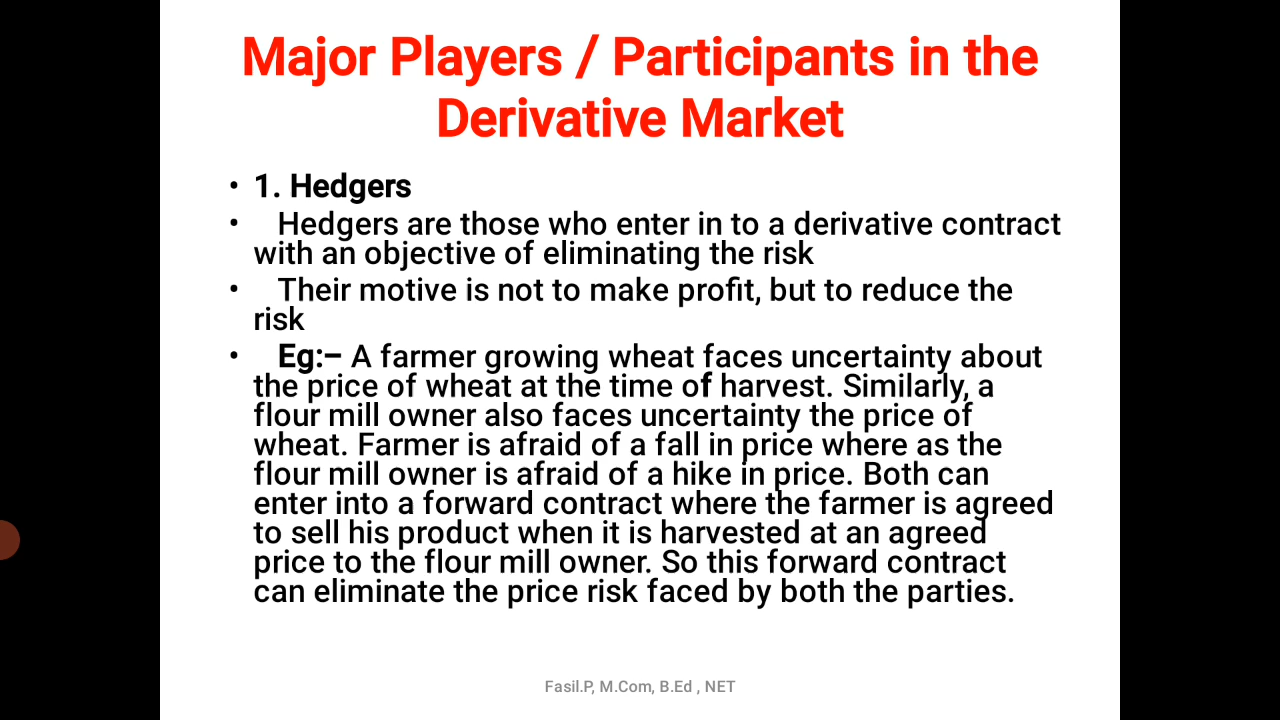 Major Players / Participants in the
Derivative Market
• 1. Hedgers
• Hedgers are those who enter in to a derivative contract
with an objective of eliminating the risk
• Their motive is not to make profit, but to reduce the
risk
• Eg:– A farmer growing wheat faces uncertainty about
the price of wheat at the time of harvest. Similarly, a
flour mill owner also faces uncertainty the price of
wheat. Farmer is afraid of a fall in price where as the
flour mill owner is afraid of a hike in price. Both can
enter into a forward contract where the farmer is agreed
to sell his product when it is harvested at an agreed
price to the flour mill owner. So this forward contract
can eliminate the price risk faced by both the parties.
Fasil.P, M.Com, B.Ed , NET